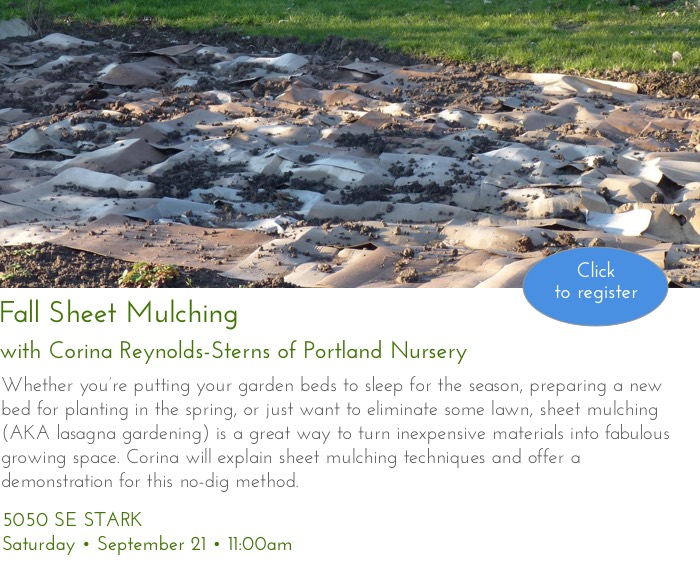 Click
to register
Fall Sheet Mulching
with Corina Reynolds-Sterns of Portland Nursery
Whether you're putting your garden beds to sleep for the season, preparing a new
bed for planting in the spring, or just want to eliminate some lawn, sheet mulching
(AKA lasagna gardening) is a great way to turn inexpensive materials into fabulous
growing space. Corina will explain sheet mulching techniques and offer a
demonstration for this no-dig method.
5050 SE STARK
Saturday • September 21 • 11:00am